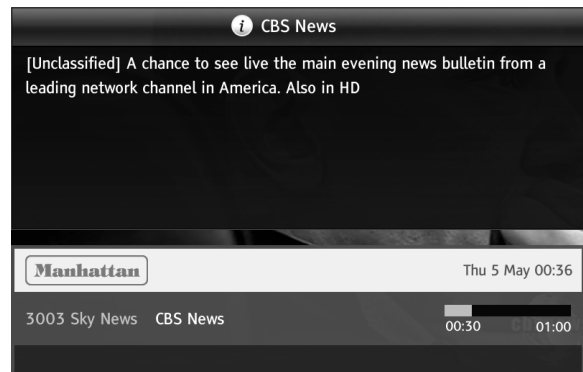 i CBS News
[Unclassified] A chance to see live the main evening news bulletin from a
leading network channel in America. Also in HD
Manhattan Thu 5 May 00:36
3003 Sky News CBS News
00:30 01:00